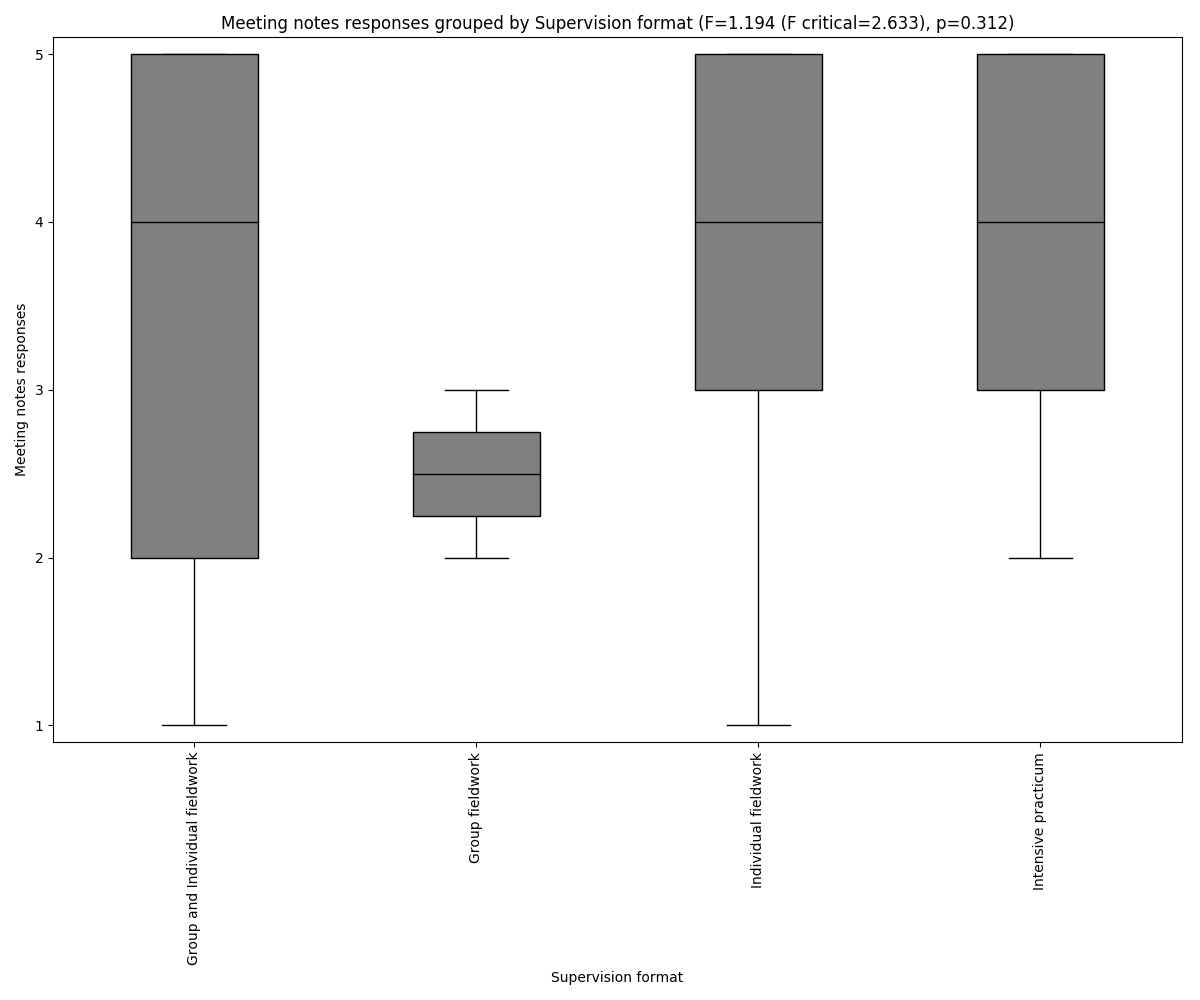 Meeting notes responses grouped by Supervision format (F=1.194 (F critical=2.633), p=0.312)
5
4
3
2
1
Meeting notes responses
Group and Individual fieldwork
Group fieldwork
Individual fieldwork
Intensive practicum
Supervision format